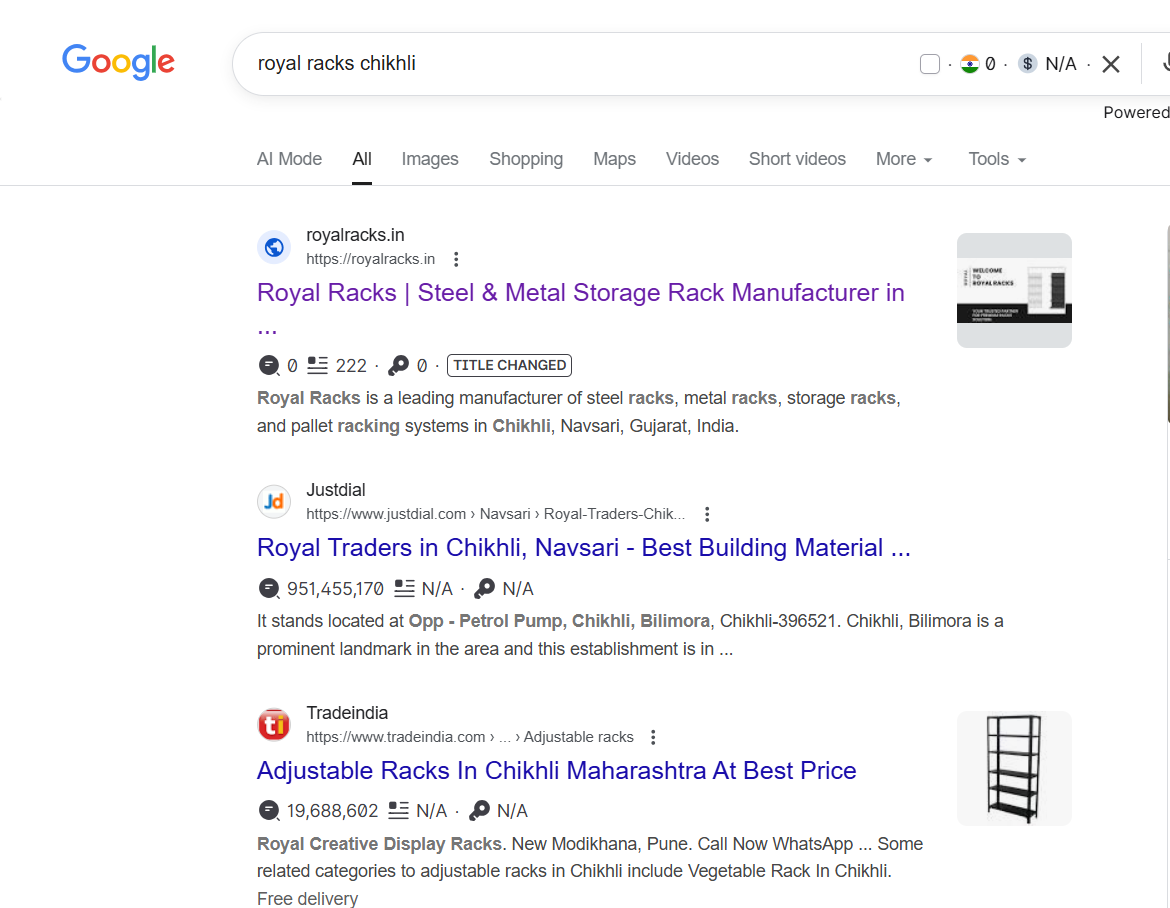 Google
royal racks chikhli
· 0 · $ N/A ·
Powered
AI Mode All Images Shopping Maps Videos Short videos More Tools
royalracks.in
https://royalracks.in
Royal Racks | Steel & Metal Storage Rack Manufacturer in
...
0 222 · 0 · TITLE CHANGED
Royal Racks is a leading manufacturer of steel racks, metal racks, storage racks,
and pallet racking systems in Chikhli, Navsari, Gujarat, India.
WELCOME
TO
ROYAL RACKS
YOUR TRUSTED PARTNER
FOR PREMIUM
Jd
Justdial
https://www.justdial.com › Navsari › Royal-Traders-Chik...
Royal Traders in Chikhli, Navsari - Best Building Material ...
951,455,170 N/A · N/A
It stands located at Opp - Petrol Pump, Chikhli, Bilimora, Chikhli-396521. Chikhli, Bilimora is a
prominent landmark in the area and this establishment is in ...
ti
Tradeindia
https://www.tradeindia.com › ... › Adjustable racks
Adjustable Racks In Chikhli Maharashtra At Best Price
19,688,602 N/A · N/A
Royal Creative Display Racks. New Modikhana, Pune. Call Now WhatsApp ... Some
related categories to adjustable racks in Chikhli include Vegetable Rack In Chikhli.
Free delivery